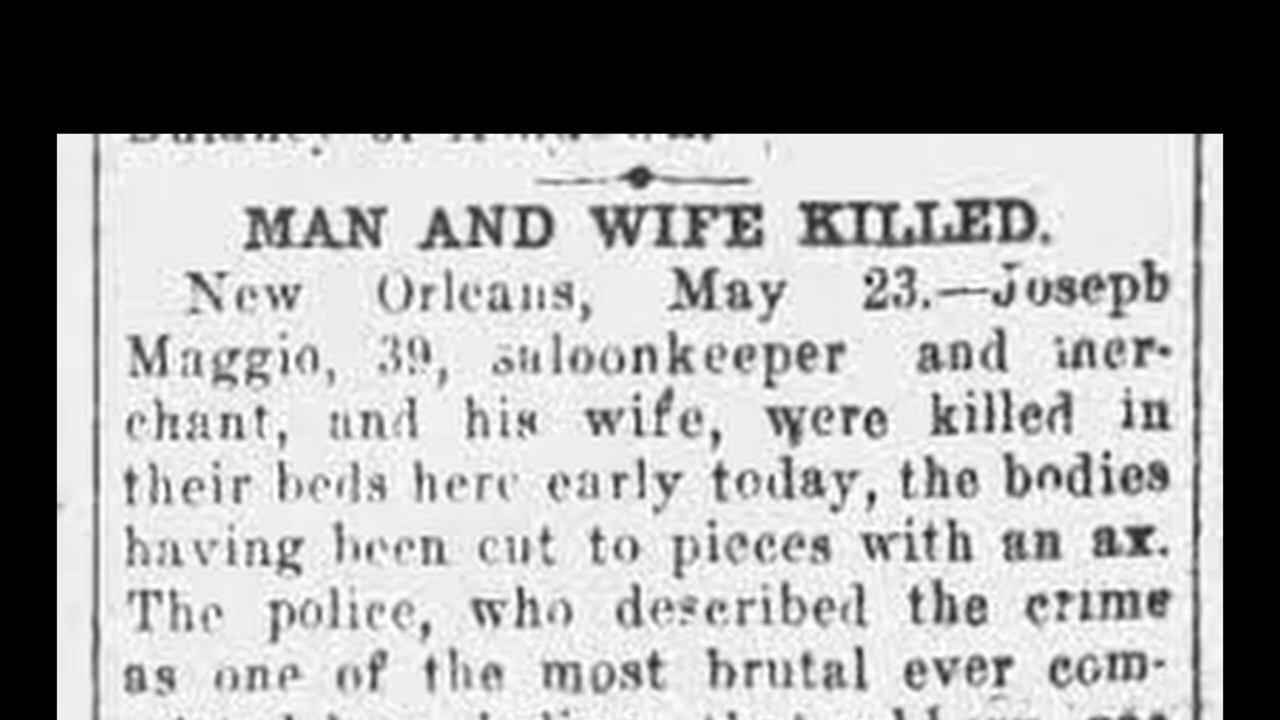 MAN AND WIFE KILLED.
New Orleans, May 23.—Joseph
Maggio, 39, saloonkeeper and mer-
chant, and his wife, were killed in
their beds here early today, the bodies
having been cut to pieces with an ax.
The police, who described the crime
as one of the most brutal ever com-